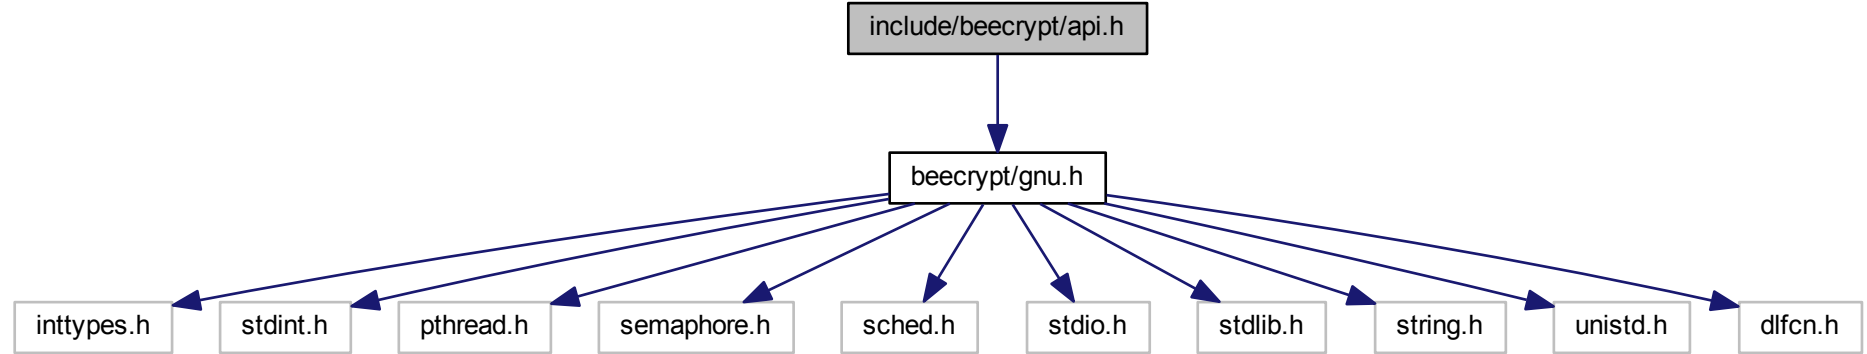 include/beecrypt/api.h
beecrypt/gnu.h
inttypes.h
stdint.h
pthread.h
semaphore.h
sched.h
stdio.h
stdlib.h
string.h
unistd.h
dlfcn.h